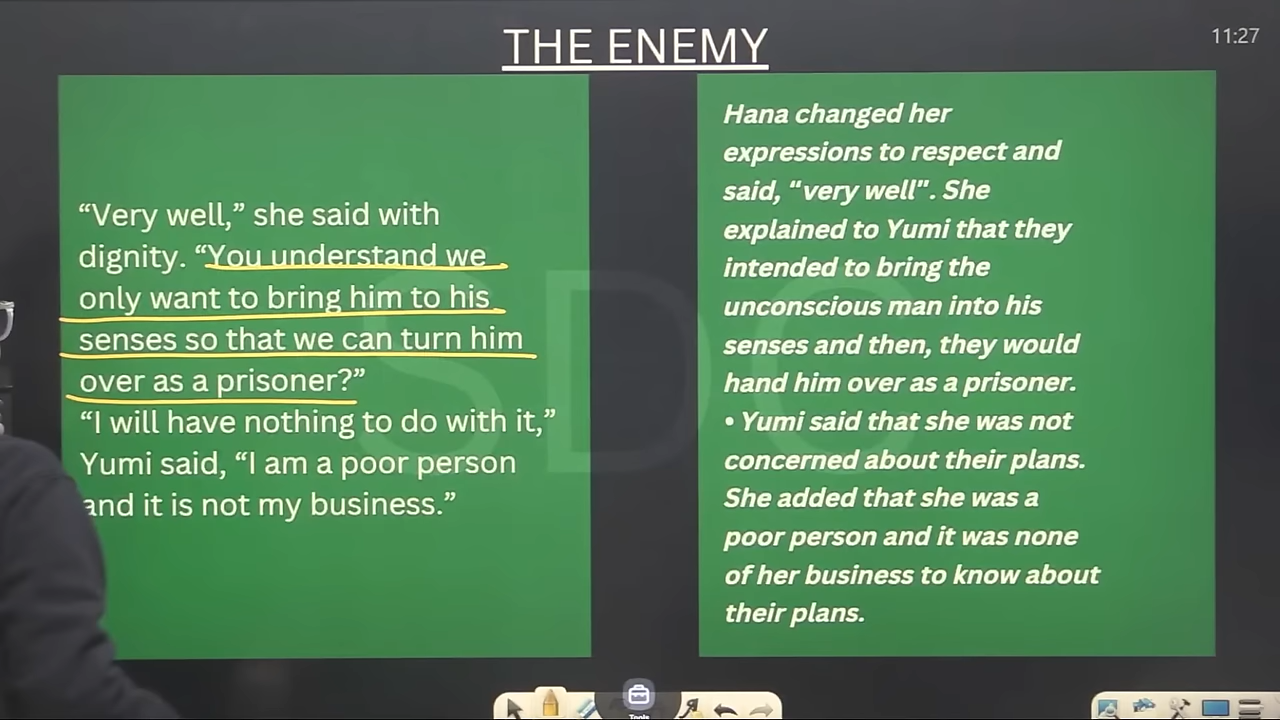 THE ENEMY
11:27
“Very well,” she said with
dignity. “You understand we
only want to bring him to his
senses so that we can turn him
over as a prisoner?”
“I will have nothing to do with it,”
Yumi said, “I am a poor person
and it is not my business.”
Hana changed her
expressions to respect and
said, “very well". She
explained to Yumi that they
intended to bring the
unconscious man into his
senses and then, they would
hand him over as a prisoner.
• Yumi said that she was not
concerned about their plans.
She added that she was a
poor person and it was none
of her business to know about
their plans.
SDC
Tools